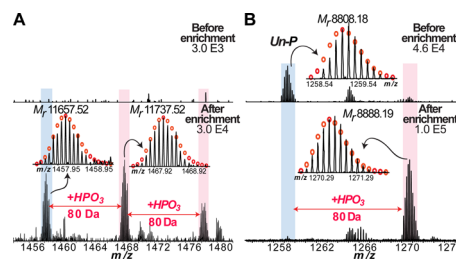 A
Before
enrichment
3.0 E3
Mr 11657.52
Mr 11737.52
After
enrichment
3.0E4
1457.95 1458.95
m/z
1467.92 1468.92
m/z
+HPO3
80 Da
+HPO3
80 Da
1456 1460 1464 1468 1472 1476 1480
m/z
B
Un-P
Mr 8808.18
Before
enrichment
4.6 E4
1258.54 1259.54
m/z
Mr 8888.19
After
enrichment
1.0 E5
1270.29 1271.29
m/z
+HPO3
80 Da
1258 1262 1266 1270 127
m/z